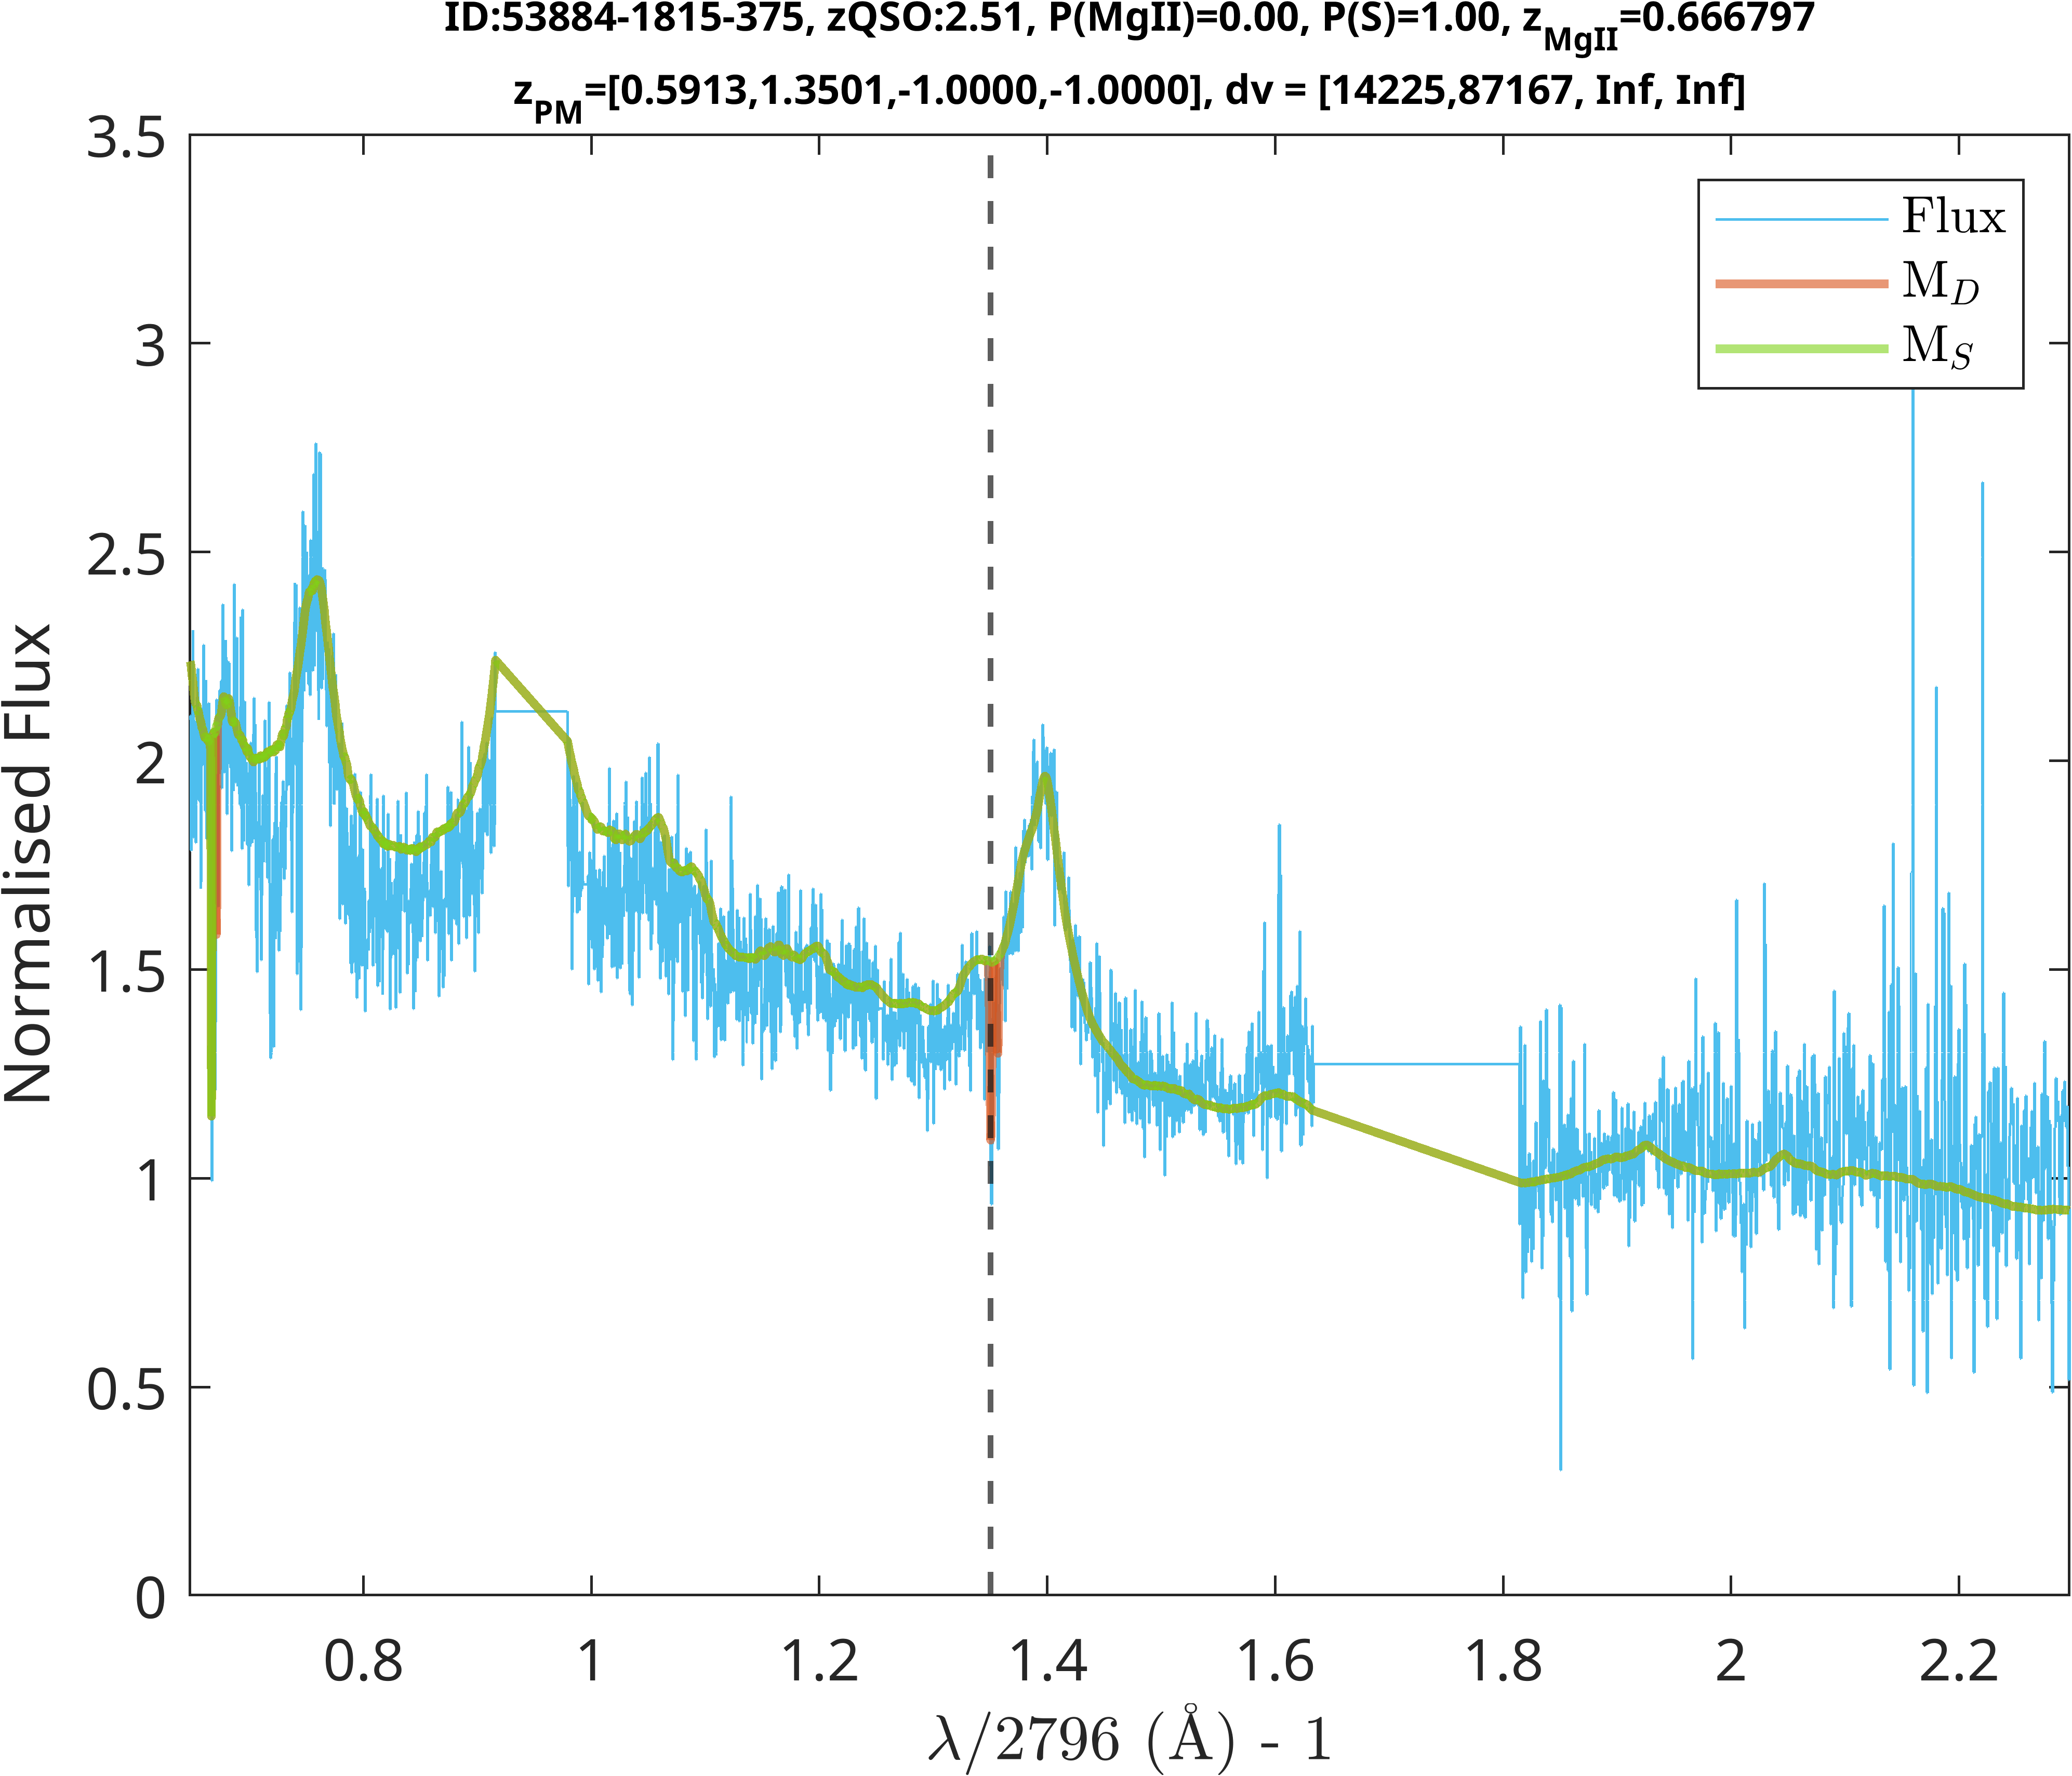 ID:53884-1815-375, zQSO:2.51, P(MgII)=0.00, P(S)=1.00, zMgII=0.666797
zPM=[0.5913,1.3501,-1.0000,-1.0000], dv = [14225,87167, Inf, Inf]
3.5
3
2.5
2
1.5
1
0.5
0
Normalised Flux
Flux
MD
MS
0.8 1 1.2 1.4 1.6 1.8 2 2.2
λ/2796 (Å) - 1